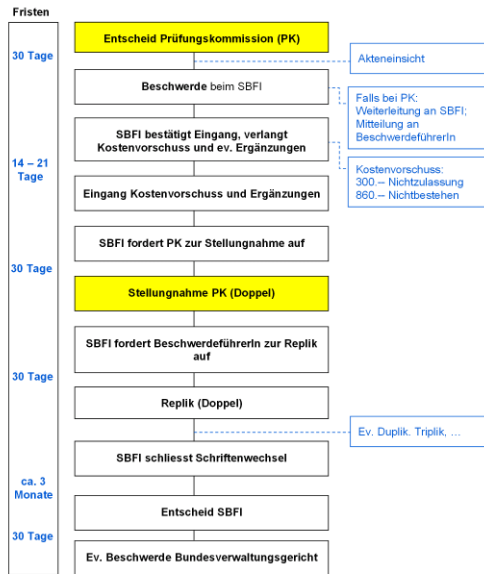 Fristen
Entscheid Prüfungskommission (PK)
30 Tage
Akteneinsicht
Beschwerde beim SBFI
Falls bei PK:
Weiterleitung an SBFI;
Mitteilung an
BeschwerdeführerIn
SBFI bestätigt Eingang, verlangt
Kostenvorschuss und ev. Ergänzungen
14 – 21
Tage
Kostenvorschuss:
300.-- Nichtzulassung
860.-- Nichtbestehen
Eingang Kostenvorschuss und Ergänzungen
SBFI fordert PK zur Stellungnahme auf
30 Tage
Stellungnahme PK (Doppel)
SBFI fordert BeschwerdeführerIn zur Replik
auf
30 Tage
Replik (Doppel)
Ev. Duplik. Triplik, …
SBFI schliesst Schriftenwechsel
ca. 3
Monate
Entscheid SBFI
30 Tage
Ev. Beschwerde Bundesverwaltungsgericht